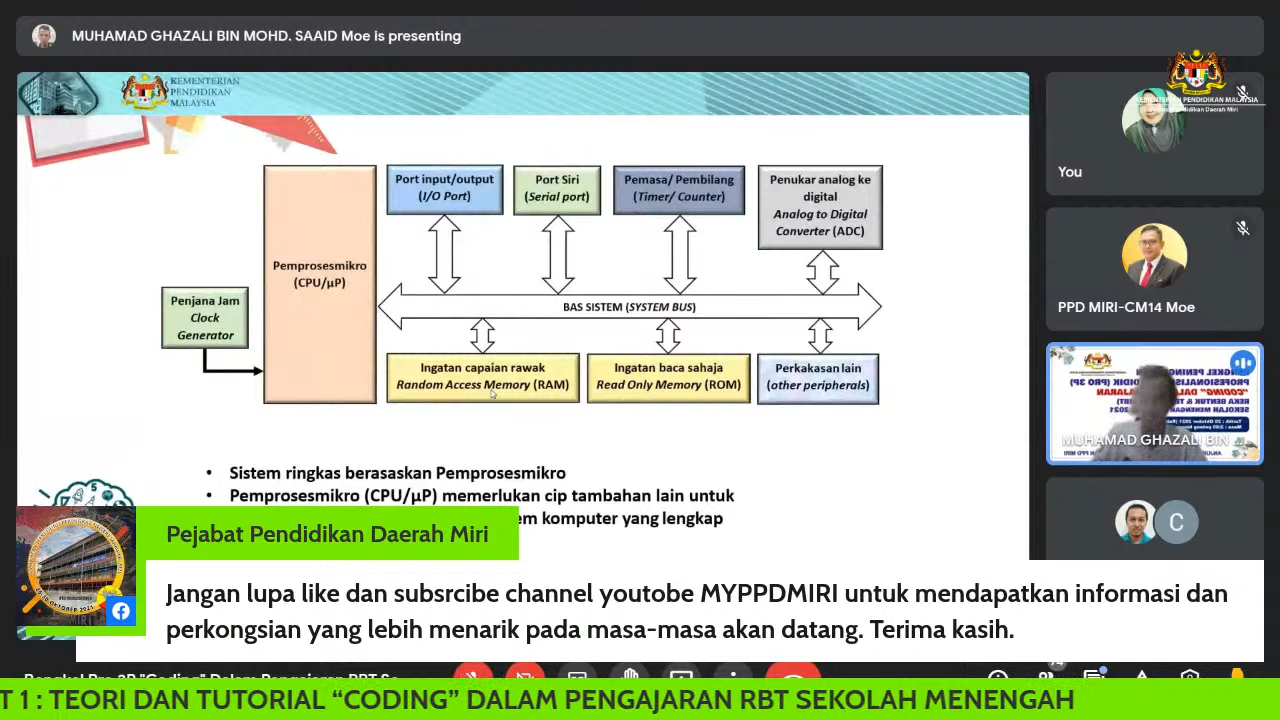 MUHAMAD GHAZALI BIN MOHD. SAAID Moe is presenting
KEMENTERIAN
PENDIDIKAN
MALAYSIA
KEMENTERIAN PENDIDIKAN MALAYSIA
Port input/output
(I/O Port)
Port Siri
(Serial port)
Pemasa/ Pembilang
(Timer/ Counter)
Penukar analog ke
digital
Analog to Digital
Converter (ADC)
Pemprosesmikro
(CPU/µP)
Penjana Jam
Clock
Generator
BAS SISTEM (SYSTEM BUS)
Ingatan capaian rawak
Random Access Memory (RAM)
Ingatan baca sahaja
Read Only Memory (ROM)
Perkakasan lain
(other peripherals)
• Sistem ringkas berasaskan Pemprosesmikro
• Pemprosesmikro (CPU/µP) memerlukan cip tambahan lain untuk
em komputer yang lengkap
You
PPD MIRI-CM14 Moe
MUHAMAD GHAZALI BIN ...
C
Pejabat Pendidikan Daerah Miri
Jangan lupa like dan subsrcibe channel youtobe MYPPDMIRI untuk mendapatkan informasi dan
perkongsian yang lebih menarik pada masa-masa akan datang. Terima kasih.
T 1 : TEORI DAN TUTORIAL “CODING” DALAM PENGAJARAN RBT SEKOLAH MENENGAH